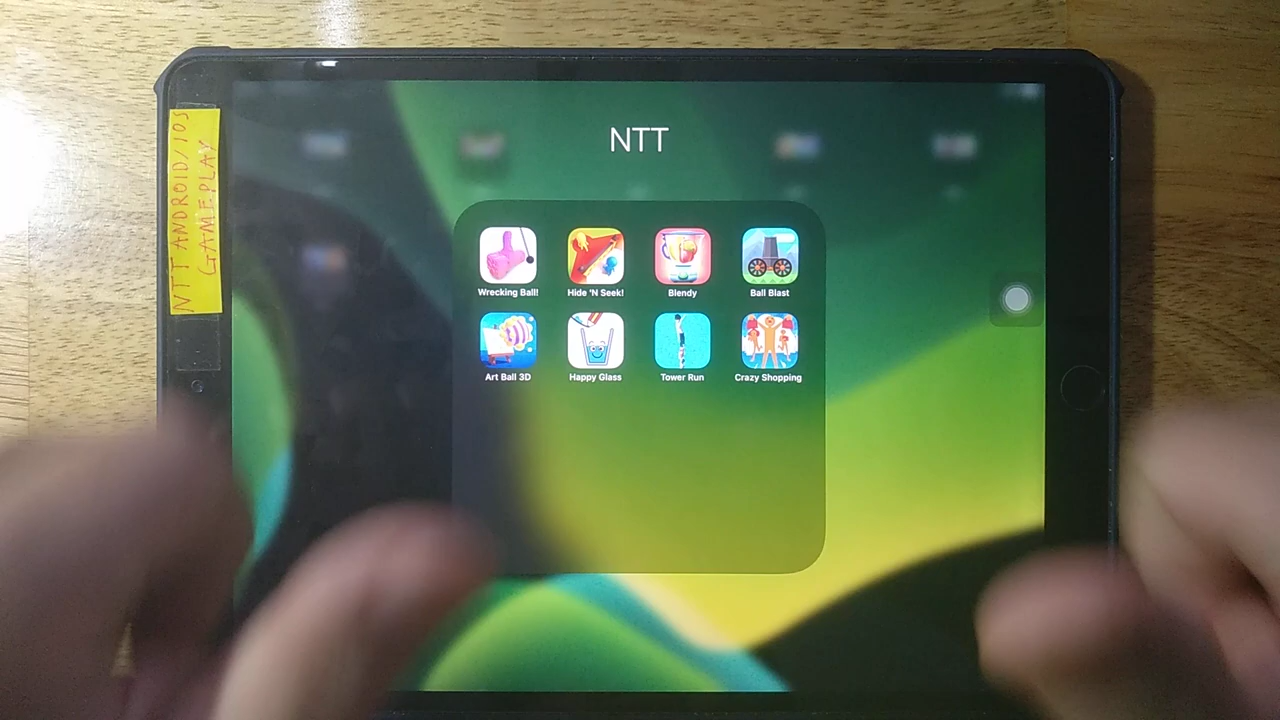 NTT ANDROID/IOS
GAMEPLAY
NTT
Wrecking Ball!
Hide 'N Seek!
Blendy
Ball Blast
Art Ball 3D
Happy Glass
Tower Run
Crazy Shopping